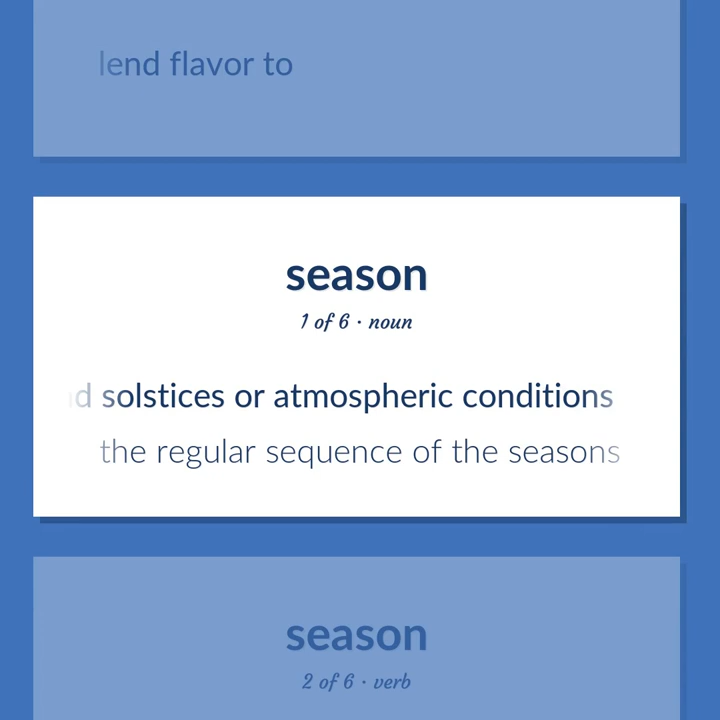 lend flavor to
season
1 of 6 · noun
solstices or atmospheric conditions
the regular sequence of the seasons
season
2 of 6 · verb